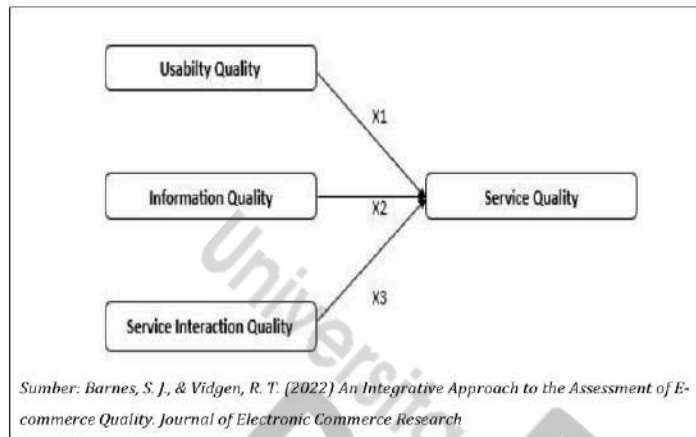 Usabilty Quality
X1
Information Quality
X2
Service Quality
X3
Service Interaction Quality
Sumber: Barnes, S. J., & Vidgen, R. T. (2022) An Integrative Approach to the Assessment of E-
commerce Quality. Journal of Electronic Commerce Research
Universitas